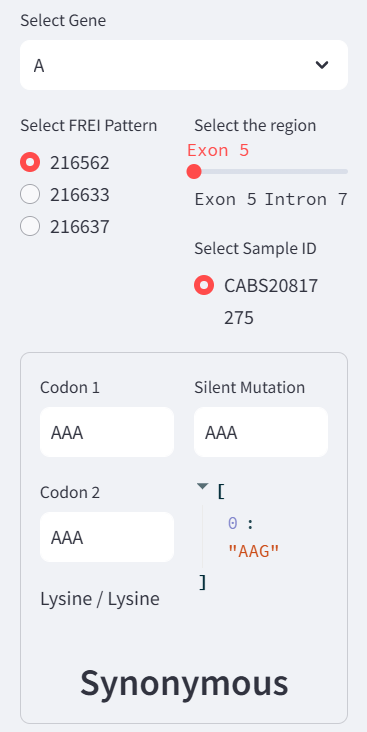 Select Gene
A
Select FREI Pattern
216562
216633
216637
Select the region
Exon 5
Exon 5 Intron 7
Select Sample ID
CABS20817
275
Codon 1
AAA
Codon 2
AAA
Lysine / Lysine
Silent Mutation
AAA
[
0 :
"AAG"
]
Synonymous